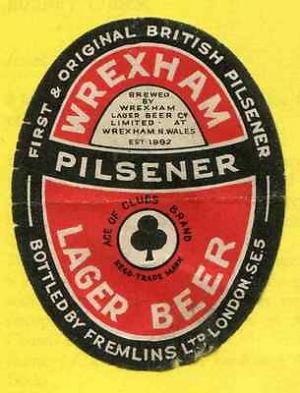 FIRST & ORIGINAL BRITISH PILSENER
WREXHAM
BREWED
BY
WREXHAM
LAGER BEER CY
LIMITED · AT
WREXHAM.N.WALES
EST 1882
PILSENER
ACE OF CLUBS BRAND
REGD·TRADE MARK
LAGER BEER
BOTTLED BY FREMLINS LTD. LONDON. S.E.5